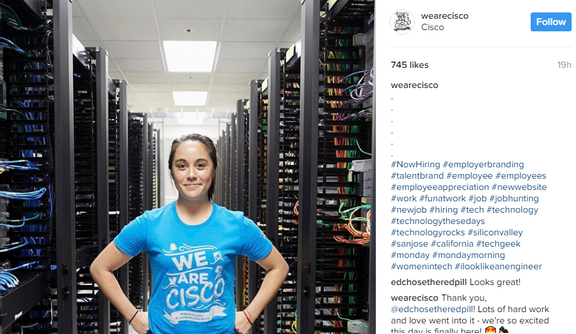 wearecisco
Cisco
Follow
745 likes
19h
wearecisco
.
.
.
.
.
.
#NowHiring #employerbranding
#talentbrand #employee #employees
#employeeappreciation #newwebsite
#work #funatwork #job #jobhunting
#newjob #hiring #tech #technology
#technologythesedays
#technologyrocks #siliconvalley
#sanjose #california #techgeek
#monday #mondaymorning
#womenintech #ilooklikeanengineer
edchosetheredpill Looks great!
wearecisco Thank you,
@edchosetheredpill! Lots of hard work
and love went into it - we're so excited
this day is finally here!
WE
ARE
CISCO